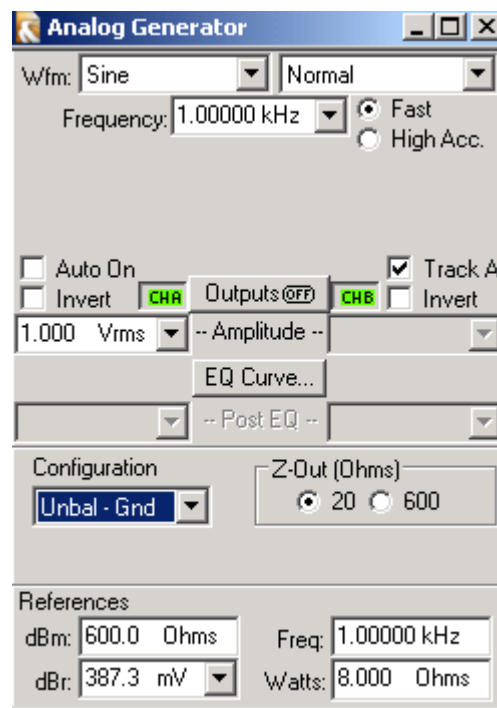 Analog Generator
Wfm: Sine Normal
Frequency: 1.00000 kHz Fast
High Acc.
Auto On Track A
Invert CHA Outputs OFF CHB Invert
1.000 Vrms -- Amplitude --
EQ Curve...
-- Post EQ --
Configuration Z-Out (Ohms)
Unbal - Gnd 20 600
References
dBm: 600.0 Ohms Freq: 1.00000 kHz
dBr: 387.3 mV Watts: 8.000 Ohms